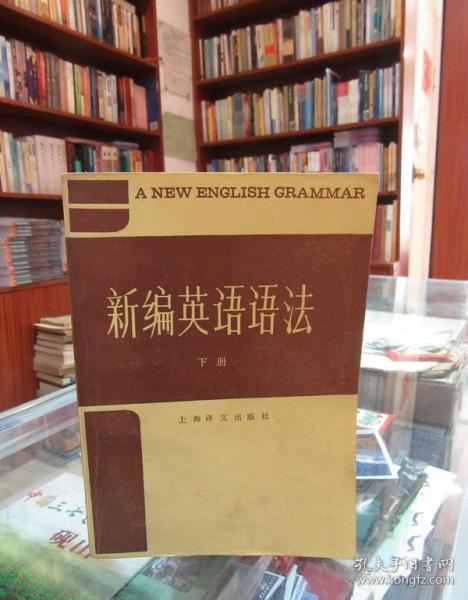 A NEW ENGLISH GRAMMAR
新编英语语法
下册
上海译文出版社
孔夫子旧书网
www.kongfz.com